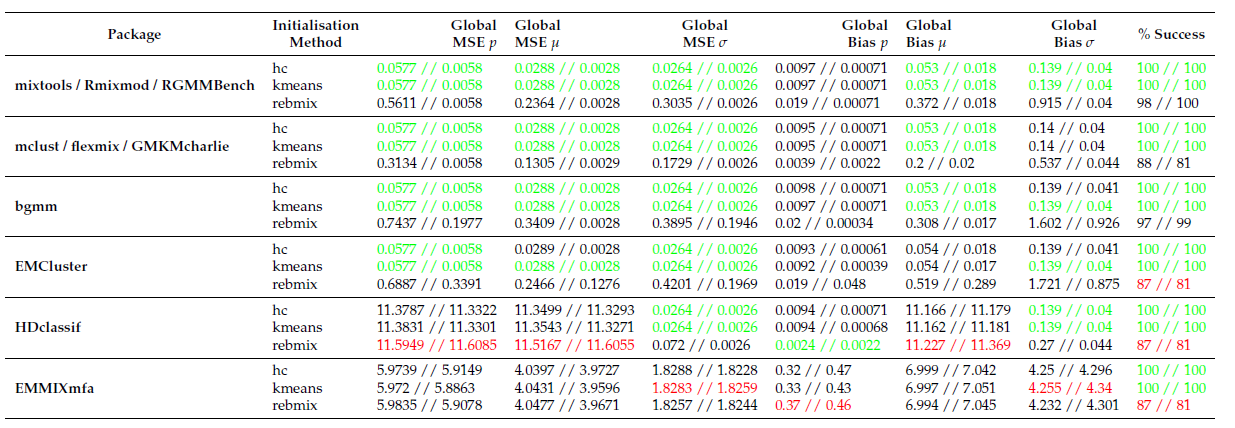 Package Initialisation Method Global MSE p Global MSE μ Global MSE σ Global Bias p Global Bias μ Global Bias σ % Success
mixtools / Rmixmod / RGMMBench hc 0.0577 // 0.0058 0.0288 // 0.0028 0.0264 // 0.0026 0.0097 // 0.00071 0.053 // 0.018 0.139 // 0.04 100 // 100
kmeans 0.0577 // 0.0058 0.0288 // 0.0028 0.0264 // 0.0026 0.0097 // 0.00071 0.053 // 0.018 0.139 // 0.04 100 // 100
rebmix 0.5611 // 0.0058 0.2364 // 0.0028 0.3035 // 0.0026 0.019 // 0.00071 0.372 // 0.018 0.915 // 0.04 98 // 100
mclust / flexmix / GMKMcharlie hc 0.0577 // 0.0058 0.0288 // 0.0028 0.0264 // 0.0026 0.0095 // 0.00071 0.053 // 0.018 0.14 // 0.04 100 // 100
kmeans 0.0577 // 0.0058 0.0288 // 0.0028 0.0264 // 0.0026 0.0095 // 0.00071 0.053 // 0.018 0.14 // 0.04 100 // 100
rebmix 0.3134 // 0.0058 0.1305 // 0.0029 0.1729 // 0.0026 0.0039 // 0.0022 0.2 // 0.02 0.537 // 0.044 88 // 81
bgmm hc 0.0577 // 0.0058 0.0288 // 0.0028 0.0264 // 0.0026 0.0098 // 0.00071 0.053 // 0.018 0.139 // 0.041 100 // 100
kmeans 0.0577 // 0.0058 0.0288 // 0.0028 0.0264 // 0.0026 0.0097 // 0.00071 0.053 // 0.018 0.139 // 0.04 100 // 100
rebmix 0.7437 // 0.1977 0.3409 // 0.0028 0.3895 // 0.1946 0.02 // 0.00034 0.308 // 0.017 1.602 // 0.926 97 // 99
EMCluster hc 0.0577 // 0.0058 0.0289 // 0.0028 0.0264 // 0.0026 0.0093 // 0.00061 0.054 // 0.018 0.139 // 0.041 100 // 100
kmeans 0.0577 // 0.0058 0.0288 // 0.0028 0.0264 // 0.0026 0.0092 // 0.00039 0.054 // 0.017 0.139 // 0.04 100 // 100
rebmix 0.6887 // 0.3391 0.2466 // 0.1276 0.4201 // 0.1969 0.019 // 0.048 0.519 // 0.289 1.721 // 0.875 87 // 81
HDclassif hc 11.3787 // 11.3322 11.3499 // 11.3293 0.0264 // 0.0026 0.0094 // 0.00071 11.166 // 11.179 0.139 // 0.04 100 // 100
kmeans 11.3831 // 11.3301 11.3543 // 11.3271 0.0264 // 0.0026 0.0094 // 0.00068 11.162 // 11.181 0.139 // 0.04 100 // 100
rebmix 11.5949 // 11.6085 11.5167 // 11.6055 0.072 // 0.0026 0.0024 // 0.0022 11.227 // 11.369 0.27 // 0.044 87 // 81
EMMIXmfa hc 5.9739 // 5.9149 4.0397 // 3.9727 1.8288 // 1.8228 0.32 // 0.47 6.999 // 7.042 4.25 // 4.296 100 // 100
kmeans 5.972 // 5.8863 4.0431 // 3.9596 1.8283 // 1.8259 0.33 // 0.43 6.997 // 7.051 4.255 // 4.34 100 // 100
rebmix 5.9835 // 5.9078 4.0477 // 3.9671 1.8257 // 1.8244 0.37 // 0.46 6.994 // 7.045 4.232 // 4.301 87 // 81